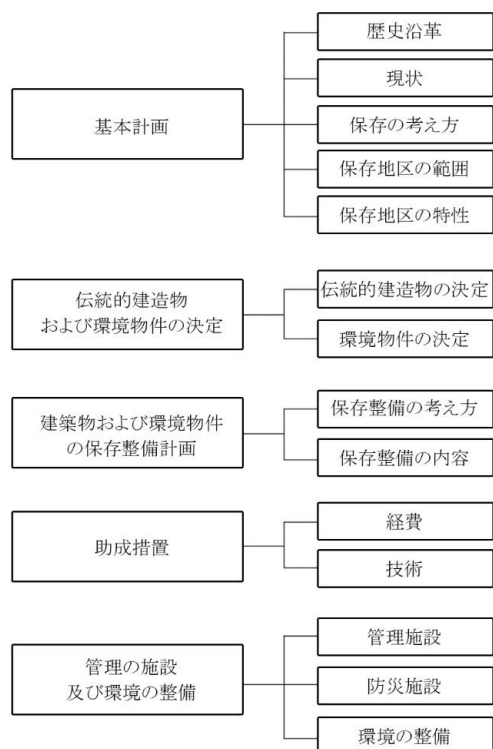 基本計画
歴史沿革
現状
保存の考え方
保存地区の範囲
保存地区の特性
伝統的建造物
および環境物件の決定
伝統的建造物の決定
環境物件の決定
建築物および環境物件
の保存整備計画
保存整備の考え方
保存整備の内容
助成措置
経費
技術
管理の施設
及び環境の整備
管理施設
防災施設
環境の整備